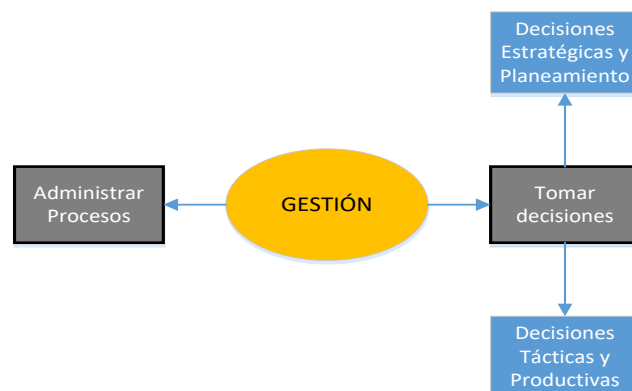 Decisiones
Estratégicas y
Planeamiento
Administrar
Procesos
GESTIÓN
Tomar
decisiones
Decisiones
Tácticas y
Productivas